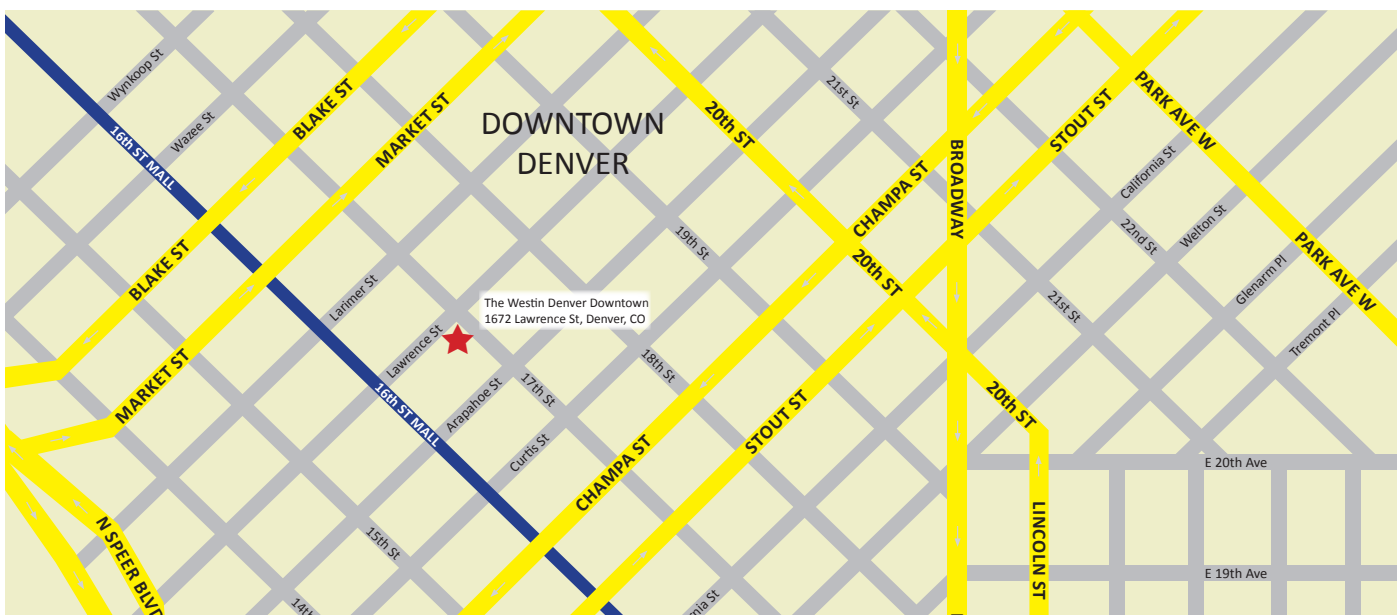 Wynkoop St
Wazee St
16th ST MALL
BLAKE ST
MARKET ST
DOWNTOWN
DENVER
20th ST
21st St
BROADWAY
CHAMPA ST
STOUT ST
PARK AVE W
California St
22nd St
Welton St
PARK AVE W
Glenarm Pl
Tremont Pl
21st St
19th St
20th ST
BLAKE ST
Larimer St
The Westin Denver Downtown
1672 Lawrence St, Denver, CO
Lawrence St
MARKET ST
16th ST MALL
Arapahoe St
17th St
18th St
Curtis St
STOUT ST
20th ST
CHAMPA ST
E 20th Ave
N SPEER BLVD
15th St
LINCOLN ST
E 19th Ave
14th